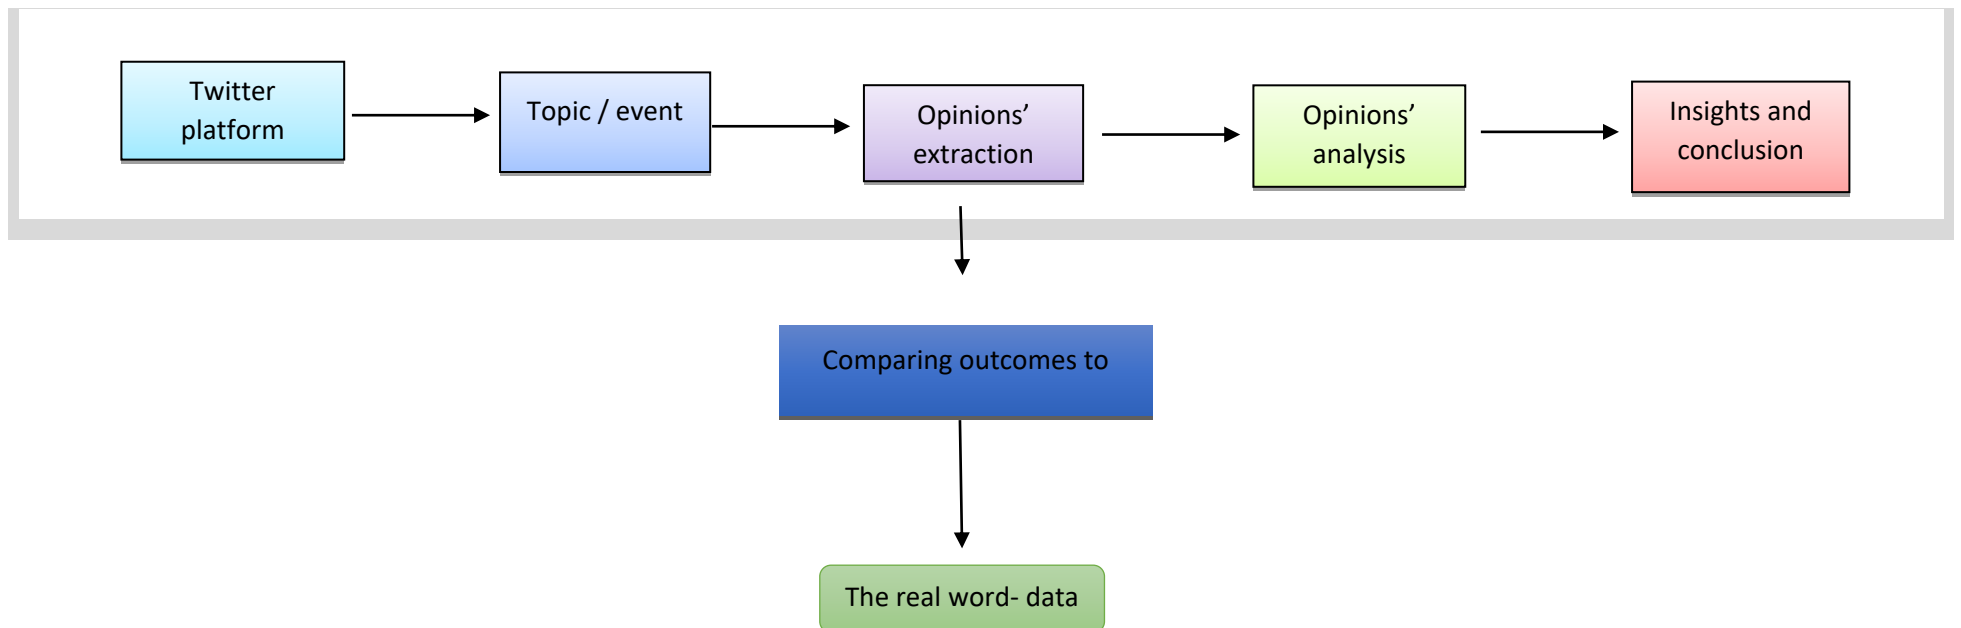 Twitter
platform
Topic / event
Opinions’
extraction
Opinions’
analysis
Insights and
conclusion
Comparing outcomes to
The real word- data